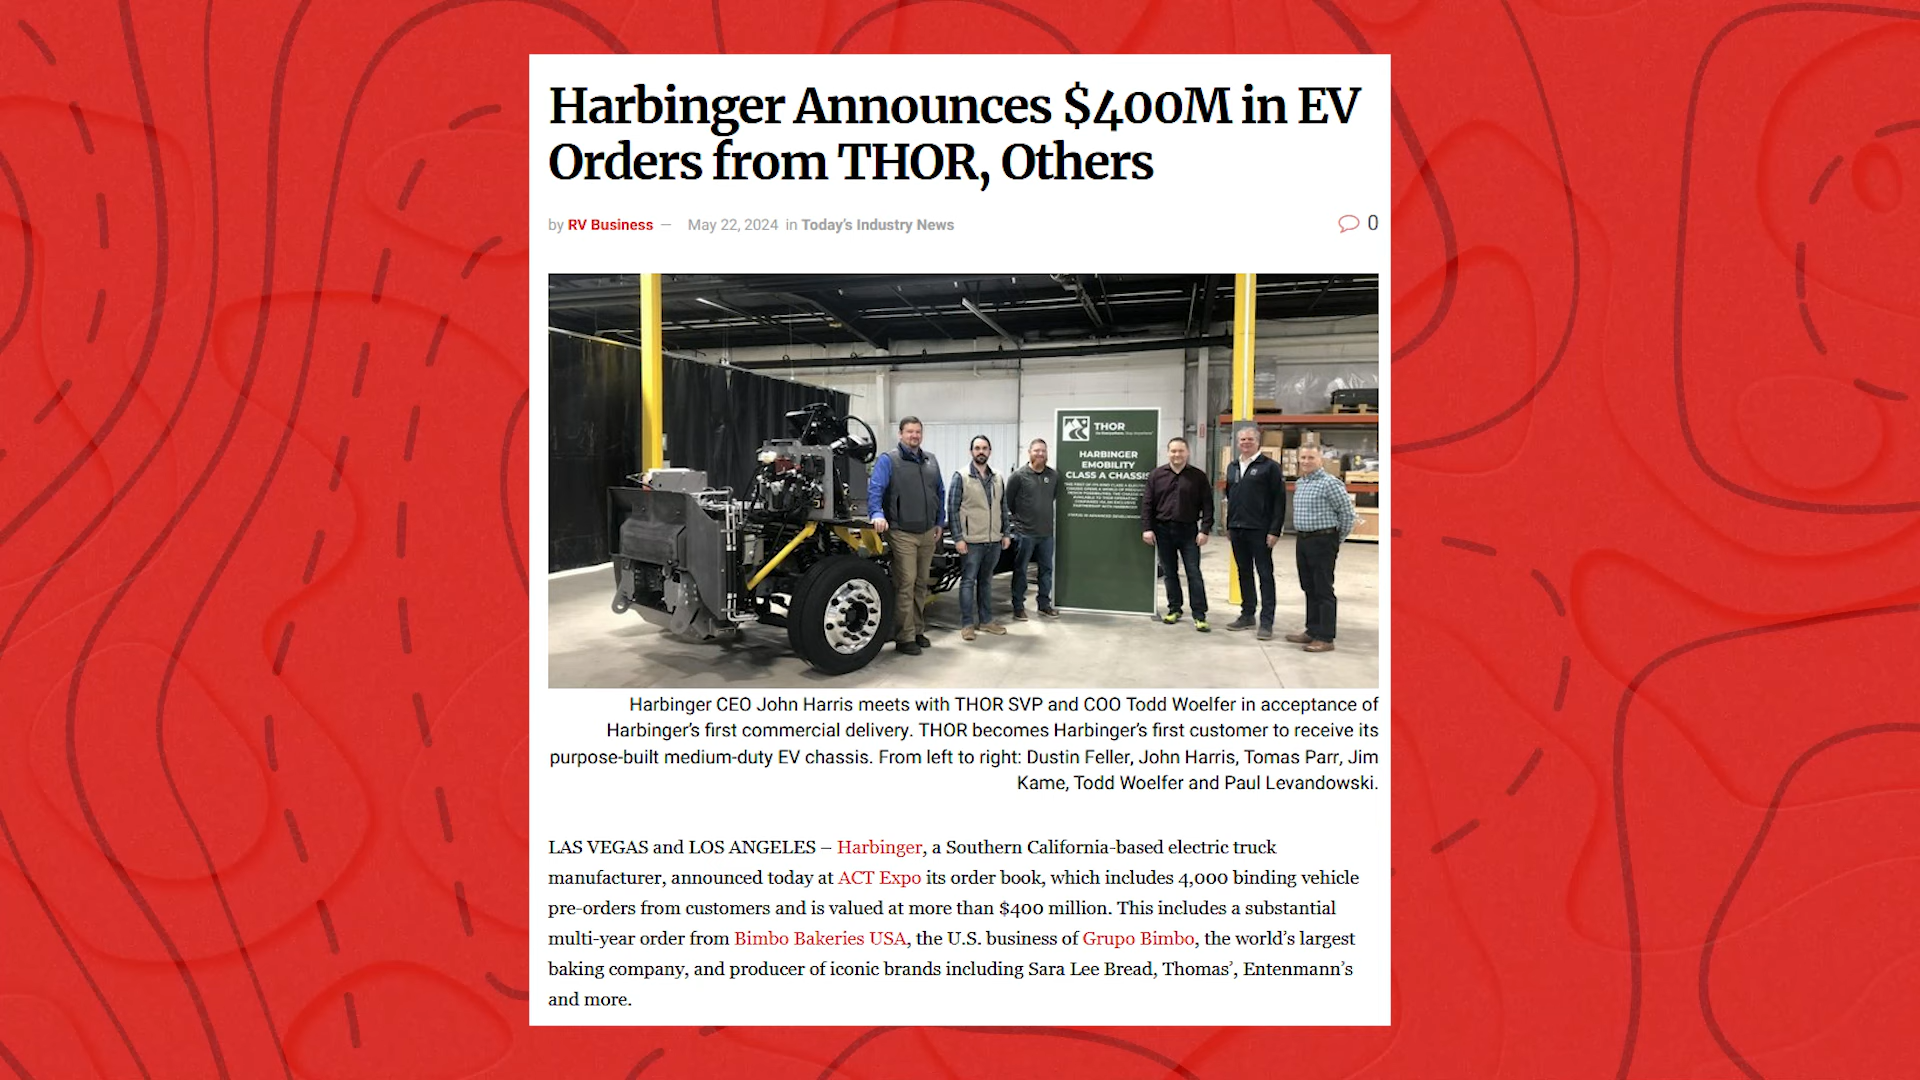 Harbinger Announces $400M in EV
Orders from THOR, Others
by RV Business — May 22, 2024 in Today's Industry News
0
THOR
HARBINGER
EMOBILITY
CLASS A CHASSIS
Harbinger CEO John Harris meets with THOR SVP and COO Todd Woelfer in acceptance of
Harbinger's first commercial delivery. THOR becomes Harbinger's first customer to receive its
purpose-built medium-duty EV chassis. From left to right: Dustin Feller, John Harris, Tomas Parr, Jim
Kame, Todd Woelfer and Paul Levandowski.
LAS VEGAS and LOS ANGELES – Harbinger, a Southern California-based electric truck
manufacturer, announced today at ACT Expo its order book, which includes 4,000 binding vehicle
pre-orders from customers and is valued at more than $400 million. This includes a substantial
multi-year order from Bimbo Bakeries USA, the U.S. business of Grupo Bimbo, the world's largest
baking company, and producer of iconic brands including Sara Lee Bread, Thomas', Entenmann's
and more.